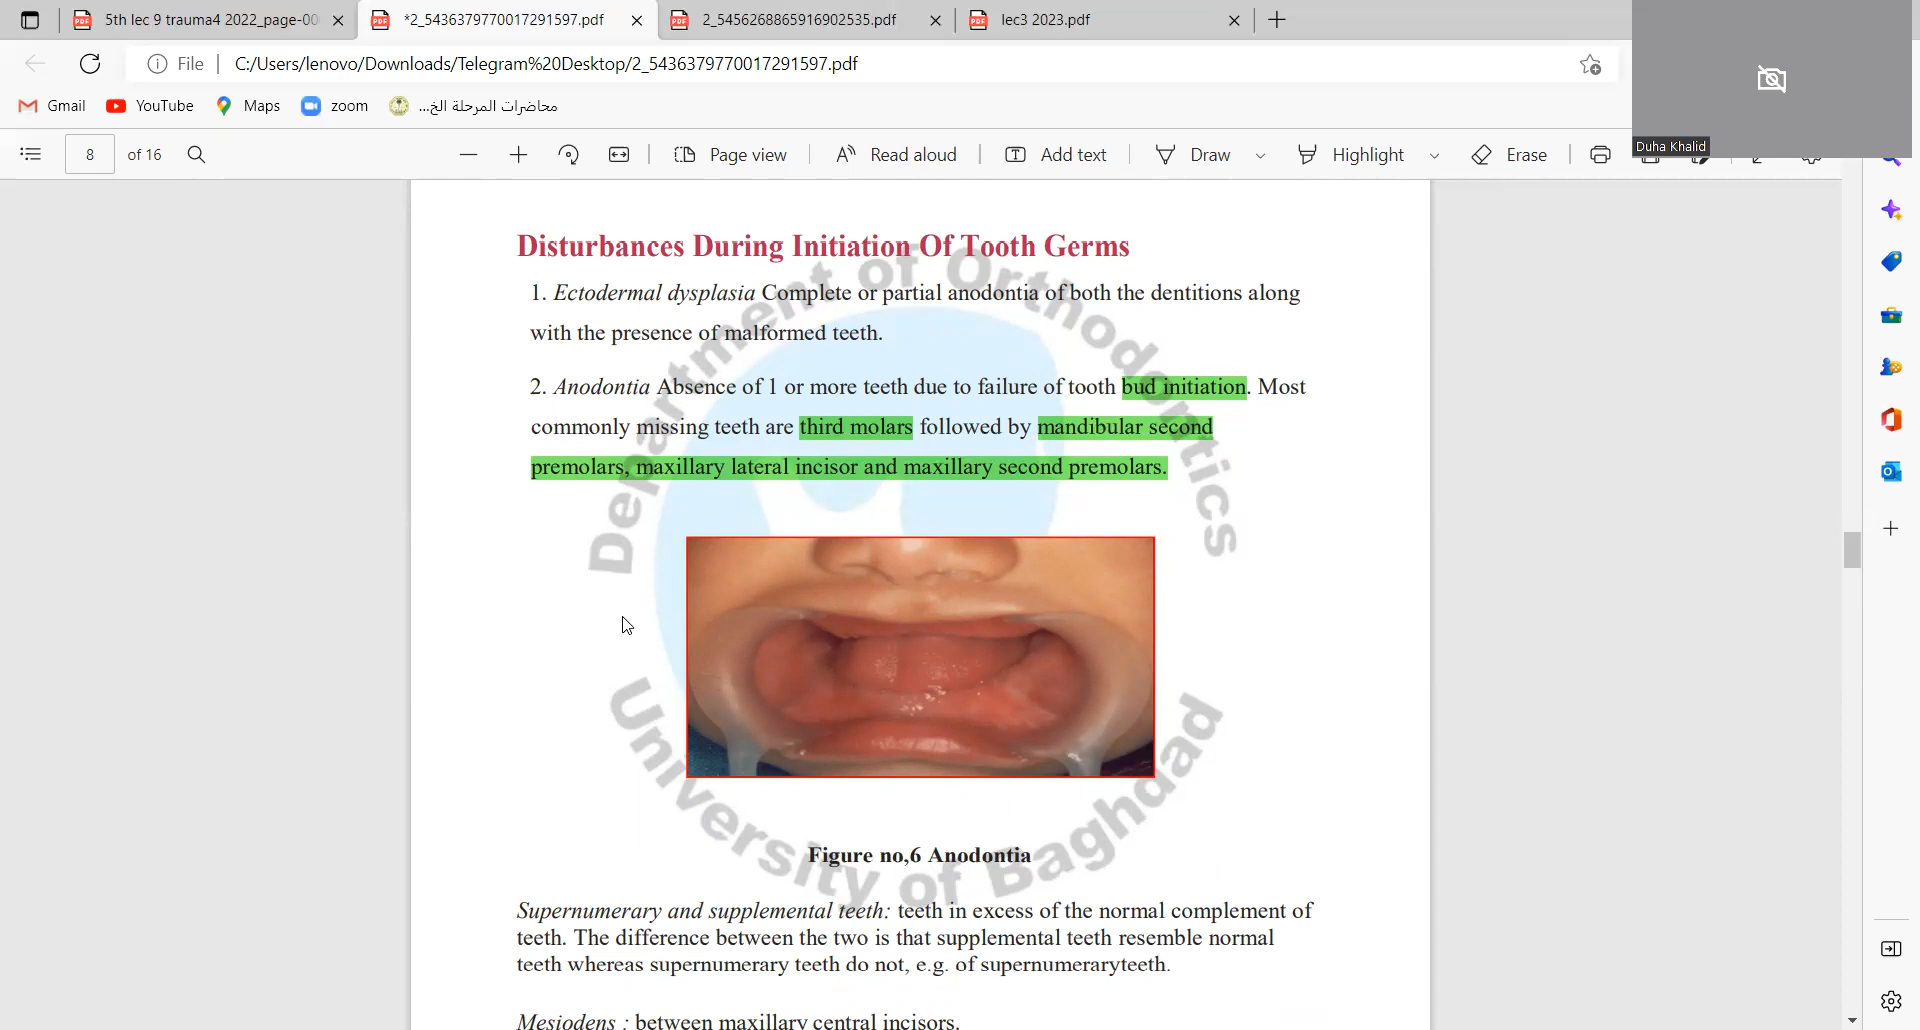 5th lec 9 trauma4 2022_page-00
*2_5436379770017291597.pdf
2_5456268865916902535.pdf
lec3 2023.pdf
File
C:/Users/lenovo/Downloads/Telegram%20Desktop/2_5436379770017291597.pdf
Gmail
YouTube
Maps
zoom
محاضرات المرحلة الخ...
8
of 16
Page view
Read aloud
Add text
Draw
Highlight
Erase
Duha Khalid
Disturbances During Initiation Of Tooth Germs
1. Ectodermal dysplasia Complete or partial anodontia of both the dentitions along
with the presence of malformed teeth.
2. Anodontia Absence of 1 or more teeth due to failure of tooth bud initiation. Most
commonly missing teeth are third molars followed by mandibular second
premolars, maxillary lateral incisor and maxillary second premolars.
Department of Orthodontics
University of Baghdad
Figure no,6 Anodontia
Supernumerary and supplemental teeth: teeth in excess of the normal complement of
teeth. The difference between the two is that supplemental teeth resemble normal
teeth whereas supernumerary teeth do not, e.g. of supernumeraryteeth.
Mesiodens : between maxillary central incisors.